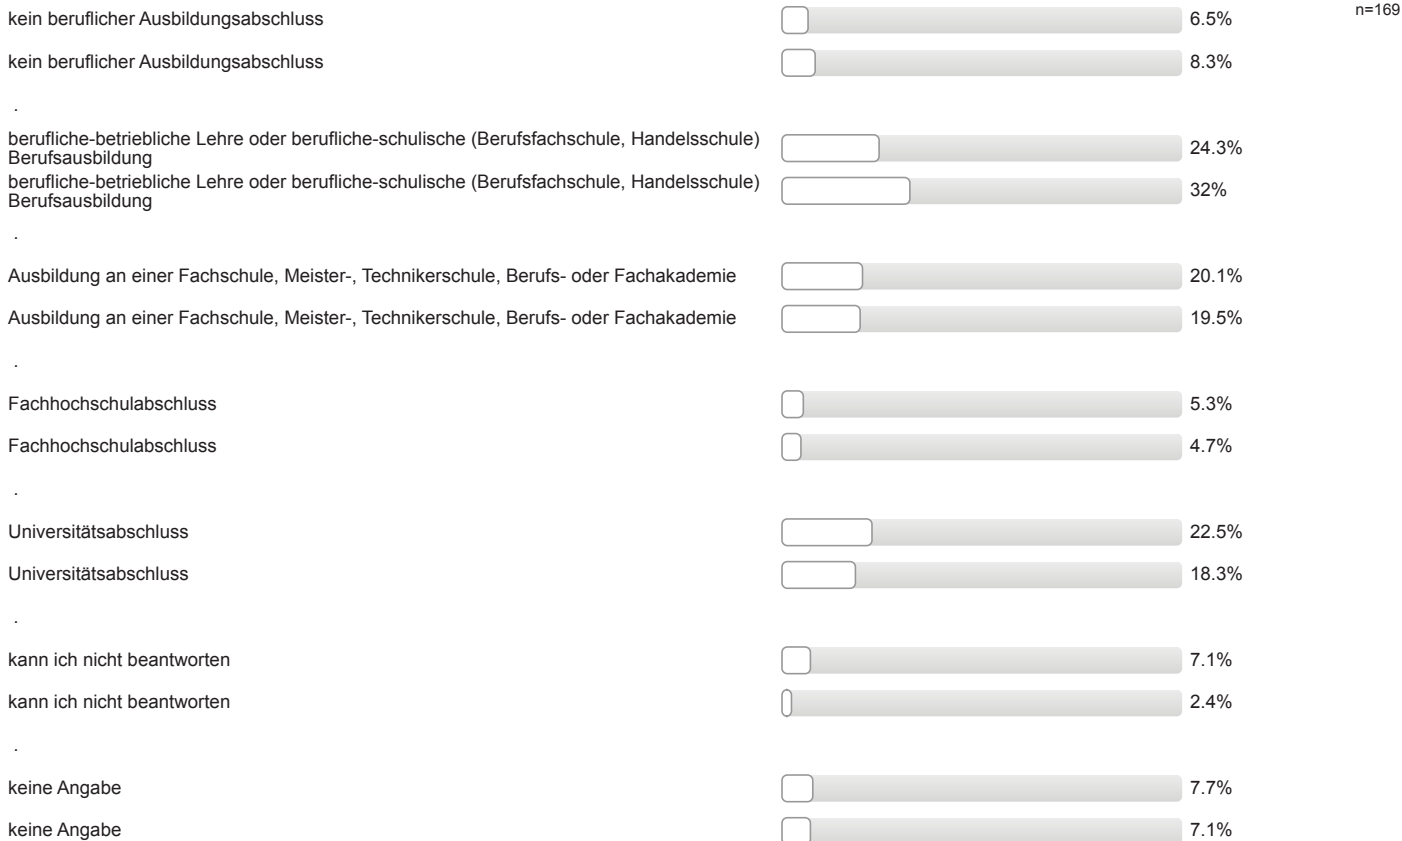 kein beruflicher Ausbildungsabschluss 6.5% n=169
kein beruflicher Ausbildungsabschluss 8.3%
.
berufliche-betriebliche Lehre oder berufliche-schulische (Berufsfachschule, Handelsschule)
Berufsausbildung 24.3%
berufliche-betriebliche Lehre oder berufliche-schulische (Berufsfachschule, Handelsschule)
Berufsausbildung 32%
.
Ausbildung an einer Fachschule, Meister-, Technikerschule, Berufs- oder Fachakademie 20.1%
Ausbildung an einer Fachschule, Meister-, Technikerschule, Berufs- oder Fachakademie 19.5%
.
Fachhochschulabschluss 5.3%
Fachhochschulabschluss 4.7%
.
Universitätsabschluss 22.5%
Universitätsabschluss 18.3%
.
kann ich nicht beantworten 7.1%
kann ich nicht beantworten 2.4%
.
keine Angabe 7.7%
keine Angabe 7.1%